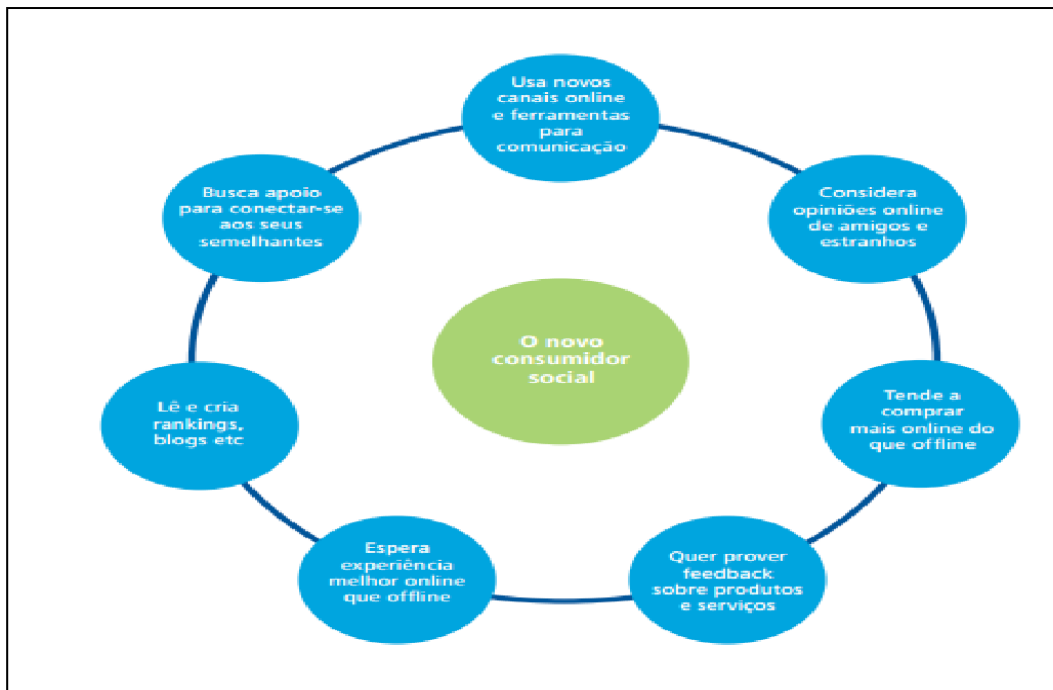 Usa novos
canais online
e ferramentas
para
comunicação
Considera
opiniões online
de amigos e
estranhos
Tende a
comprar
mais online do
que offline
Quer prover
feedback
sobre produtos
e serviços
Espera
experiência
melhor online
que offline
Lê e cria
rankings,
blogs etc
Busca apoio
para conectar-se
aos seus
semelhantes
O novo
consumidor
social